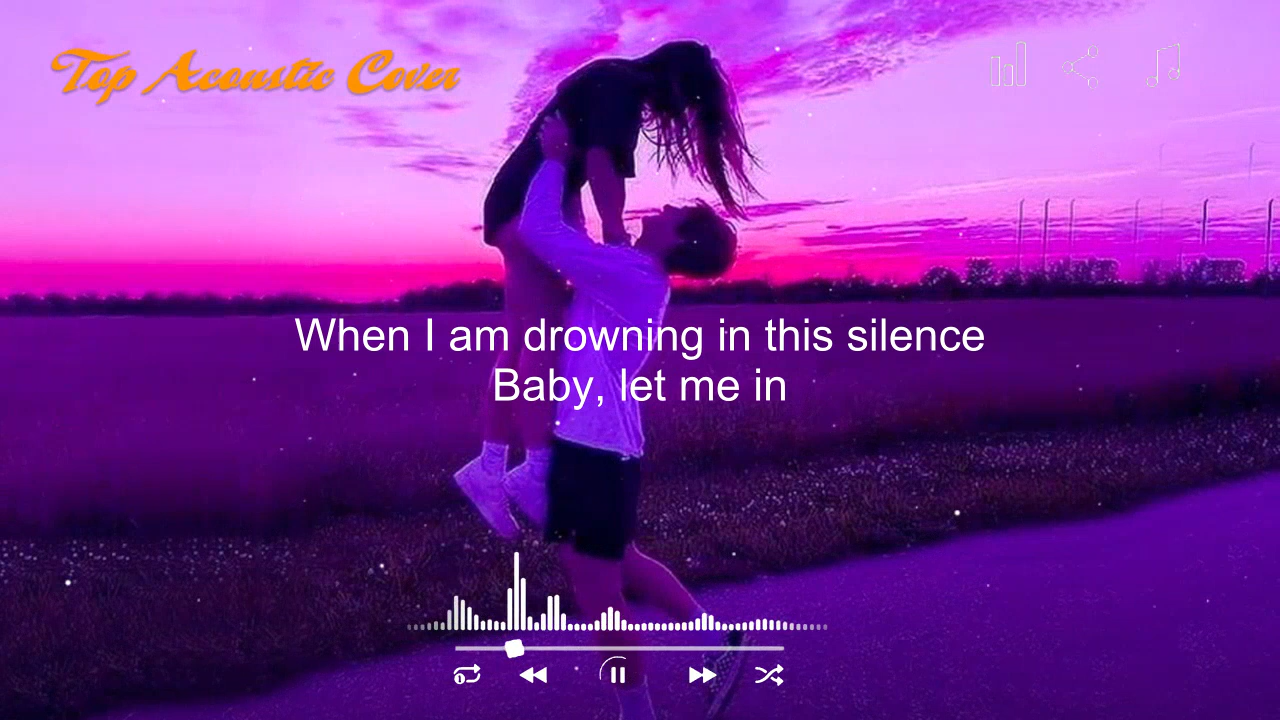 Top Acoustic Cover
When I am drowning in this silence
Baby, let me in